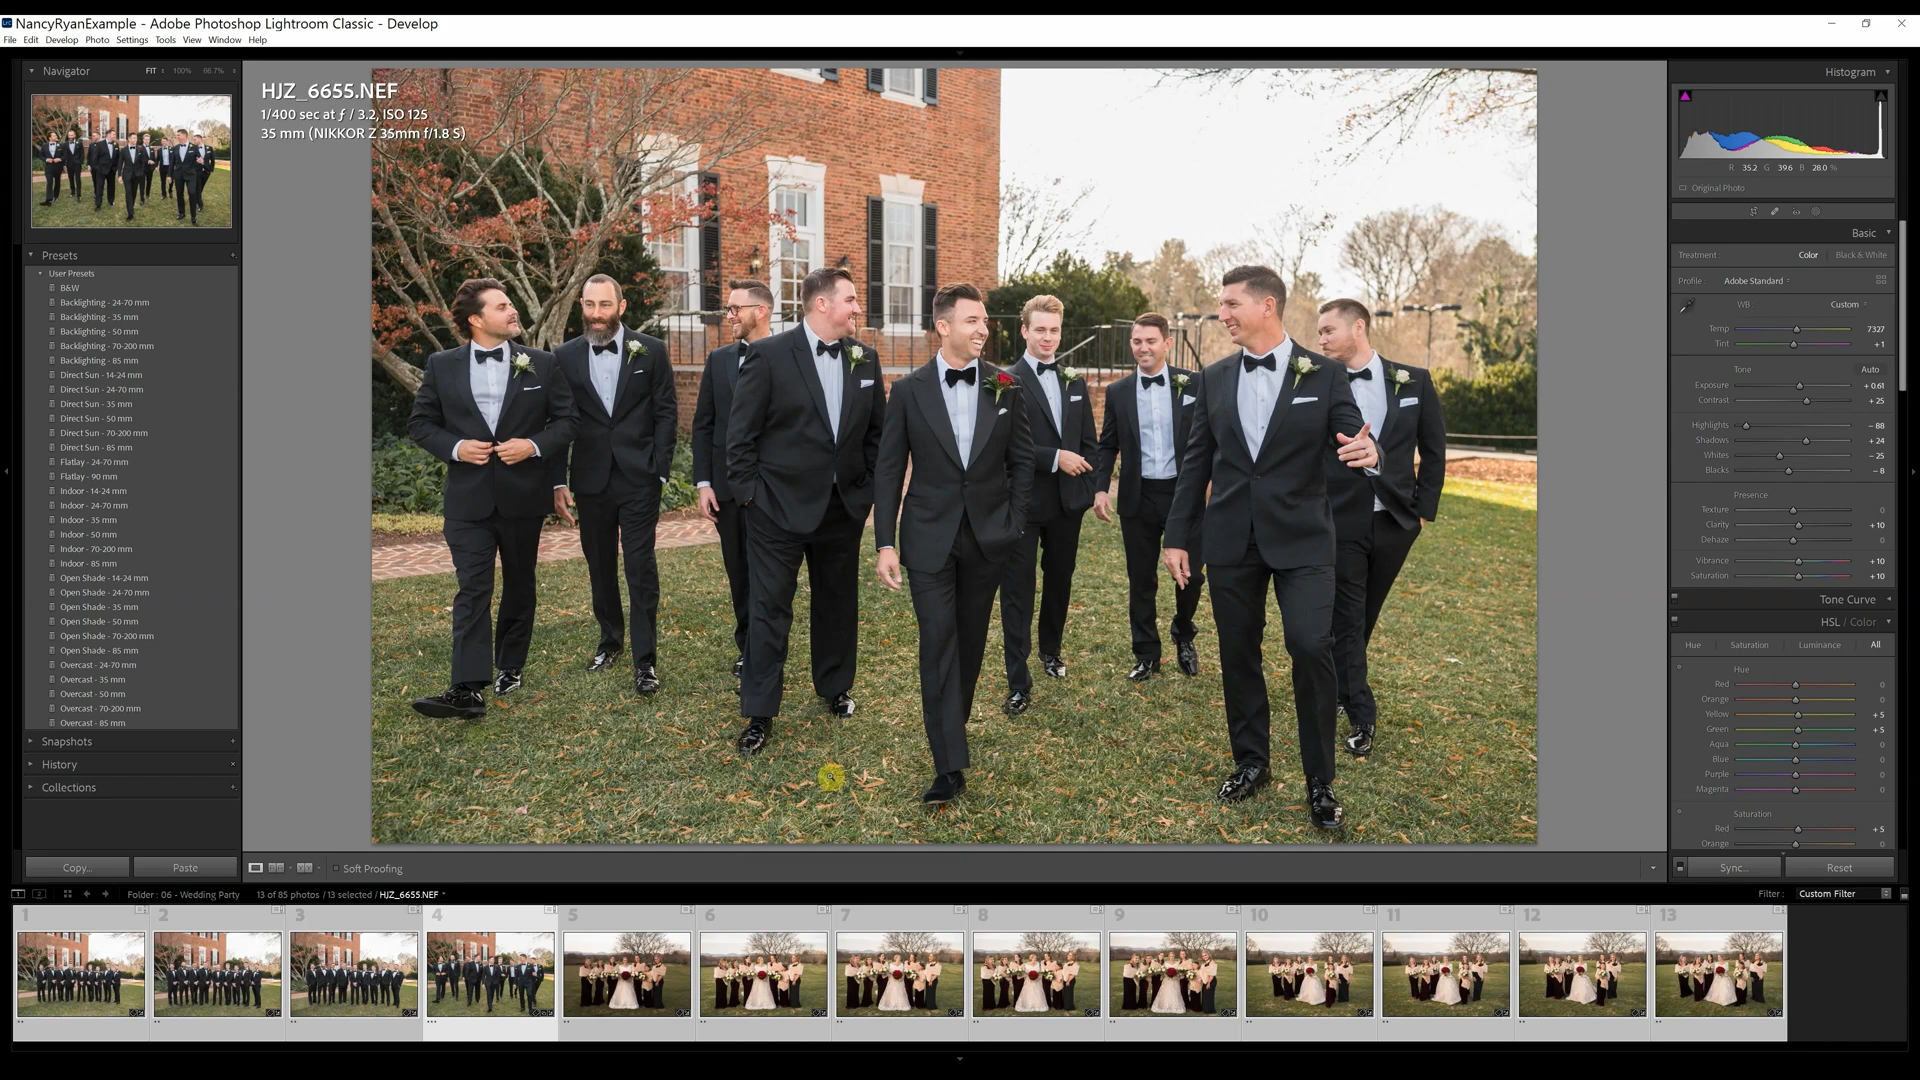 NancyRyanExample - Adobe Photoshop Lightroom Classic - Develop
File Edit Develop Photo Settings Tools View Window Help
Navigator FIT 100% 66.7%
Presets
User Presets
B&W
Backlighting - 24-70 mm
Backlighting - 35 mm
Backlighting - 50 mm
Backlighting - 70-200 mm
Backlighting - 85 mm
Direct Sun - 14-24 mm
Direct Sun - 24-70 mm
Direct Sun - 35 mm
Direct Sun - 50 mm
Direct Sun - 70-200 mm
Direct Sun - 85 mm
Flatlay - 24-70 mm
Flatlay - 90 mm
Indoor - 14-24 mm
Indoor - 24-70 mm
Indoor - 35 mm
Indoor - 50 mm
Indoor - 70-200 mm
Indoor - 85 mm
Open Shade - 14-24 mm
Open Shade - 24-70 mm
Open Shade - 35 mm
Open Shade - 50 mm
Open Shade - 70-200 mm
Open Shade - 85 mm
Overcast - 24-70 mm
Overcast - 35 mm
Overcast - 50 mm
Overcast - 70-200 mm
Overcast - 85 mm
Snapshots
History
Collections
Copy... Paste
HJZ_6655.NEF
1/400 sec at ƒ / 3.2, ISO 125
35 mm (NIKKOR Z 35mm f/1.8 S)
Soft Proofing
Histogram
R 35.2 G 39.6 B 28.0 %
Original Photo
Basic
Treatment : Color Black & White
Profile : Adobe Standard
WB : Custom
Temp 7327
Tint + 1
Tone Auto
Exposure + 0.61
Contrast + 25
Highlights − 88
Shadows + 24
Whites − 25
Blacks − 8
Presence
Texture 0
Clarity + 10
Dehaze 0
Vibrance + 10
Saturation + 10
Tone Curve
HSL / Color
Hue Saturation Luminance All
Hue
Red 0
Orange 0
Yellow + 5
Green + 5
Aqua 0
Blue 0
Purple 0
Magenta 0
Saturation
Red + 5
Orange 0
Sync... Reset
1 2 Folder : 06 - Wedding Party 13 of 85 photos / 13 selected / HJZ_6655.NEF Filter : Custom Filter
1 2 3 4 5 6 7 8 9 10 11 12 13